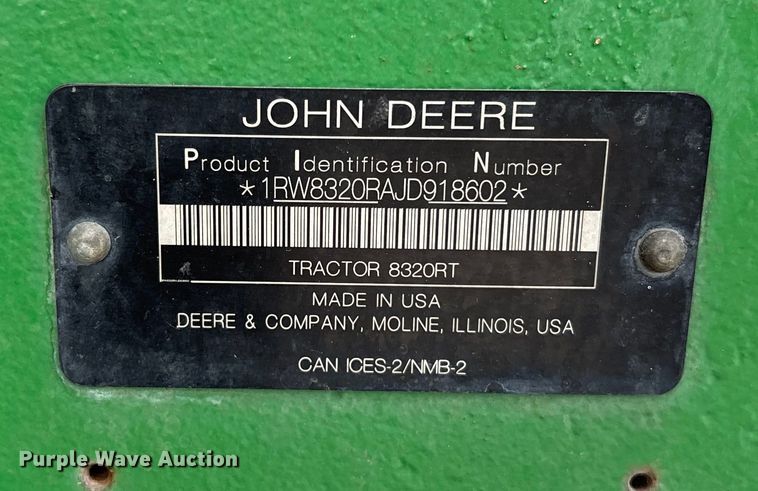 JOHN DEERE
Product Identification Number
*1RW8320RAJD918602*
TRACTOR 8320RT
MADE IN USA
DEERE & COMPANY, MOLINE, ILLINOIS, USA
CAN ICES-2/NMB-2
Purple Wave Auction